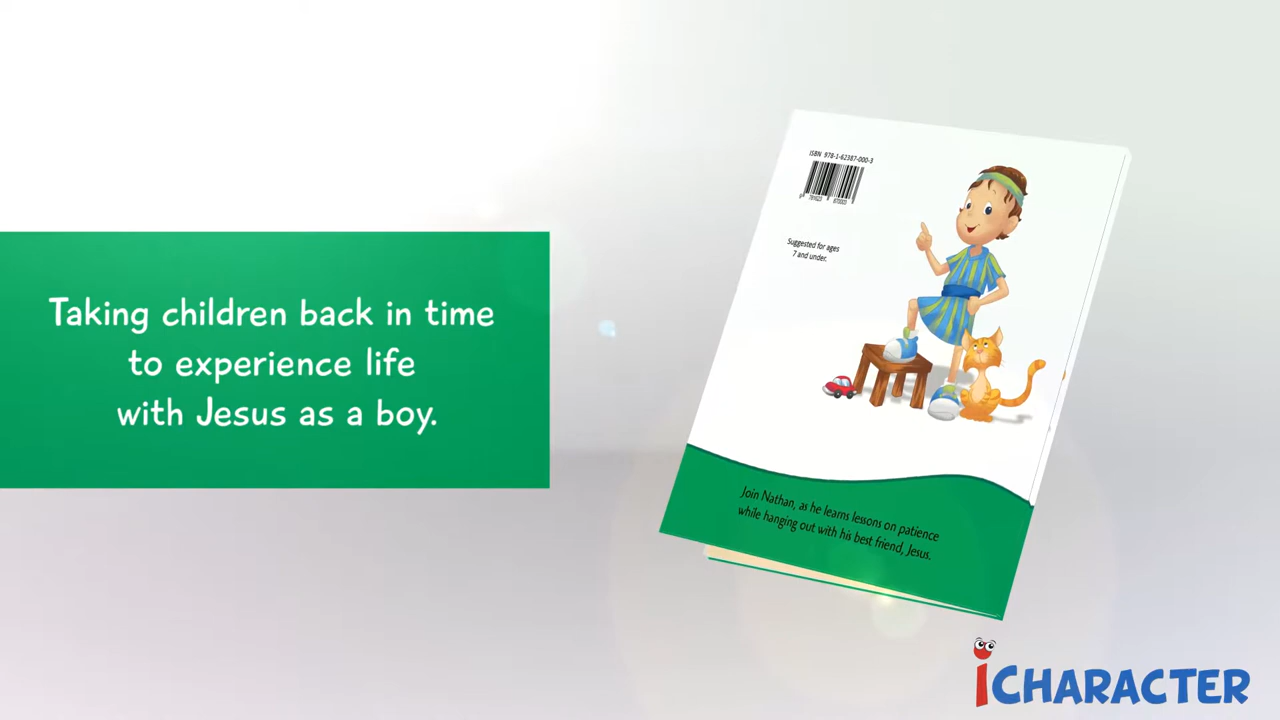 Taking children back in time
to experience life
with Jesus as a boy.
ISBN 978-1-62387-000-3
Suggested for ages
7 and under.
Join Nathan, as he learns lessons on patience
while hanging out with his best friend, Jesus.
iCHARACTER